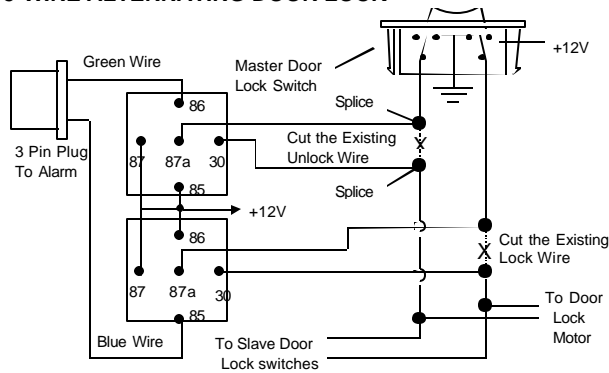 5 WIRE ALTERNATING DOOR LOCK
Green Wire
Master Door
Lock Switch
+12V
86
Splice
3 Pin Plug
To Alarm
87
87a
30
Cut the Existing
Unlock Wire
X
85
Splice
+12V
86
Cut the Existing
Lock Wire
X
87
87a
30
85
To Door
Lock
Motor
Blue Wire
To Slave Door
Lock switches